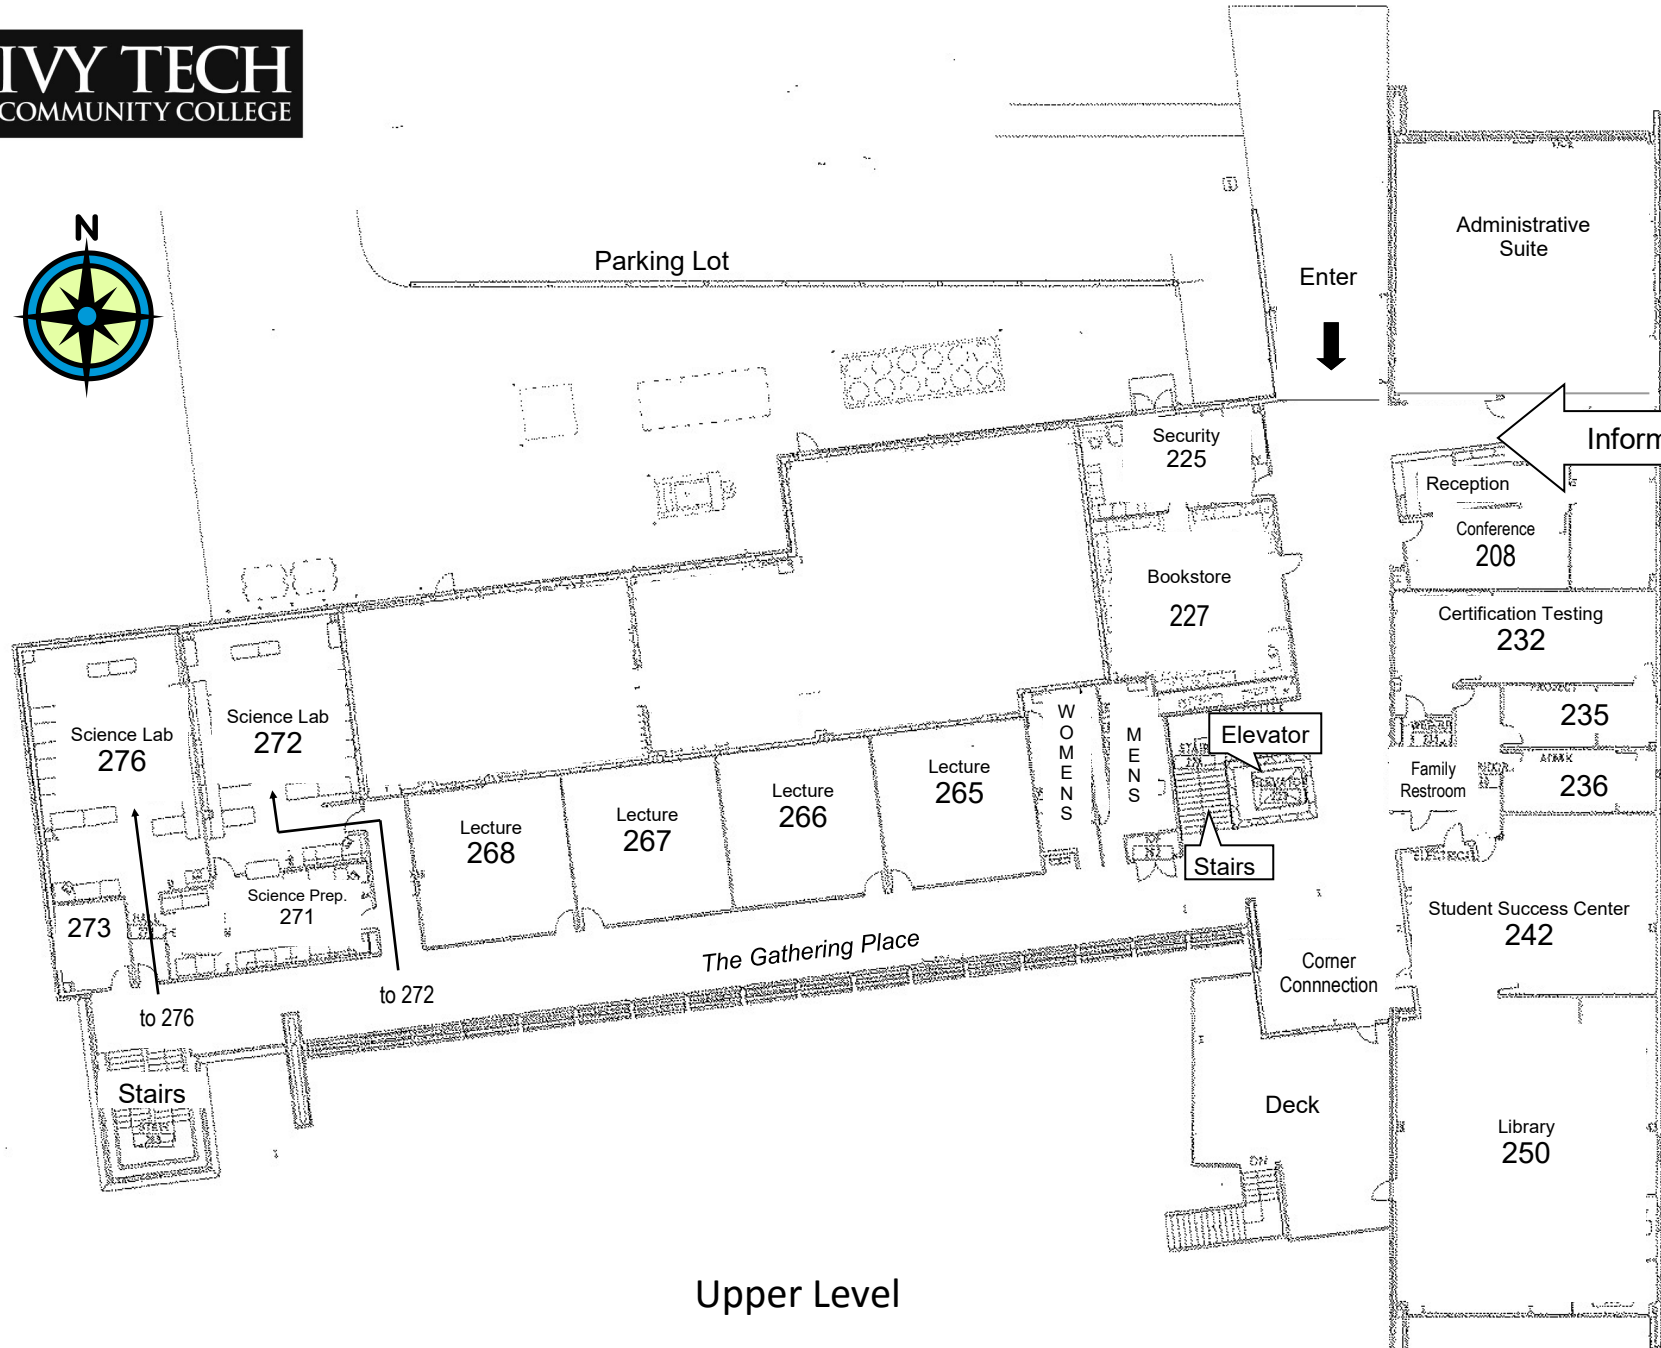 IVY TECH
COMMUNITY COLLEGE
N
Parking Lot
Enter
Administrative
Suite
Inform
Security
225
Reception
Conference
208
Bookstore
227
Certification Testing
232
235
236
Family
Restroom
Elevator
Stairs
WOMENS
MENS
Science Lab
276
Science Lab
272
Lecture
268
Lecture
267
Lecture
266
Lecture
265
Science Prep.
271
273
to 276
to 272
The Gathering Place
Corner
Connnection
Student Success Center
242
Stairs
Deck
DN
Library
250
Upper Level